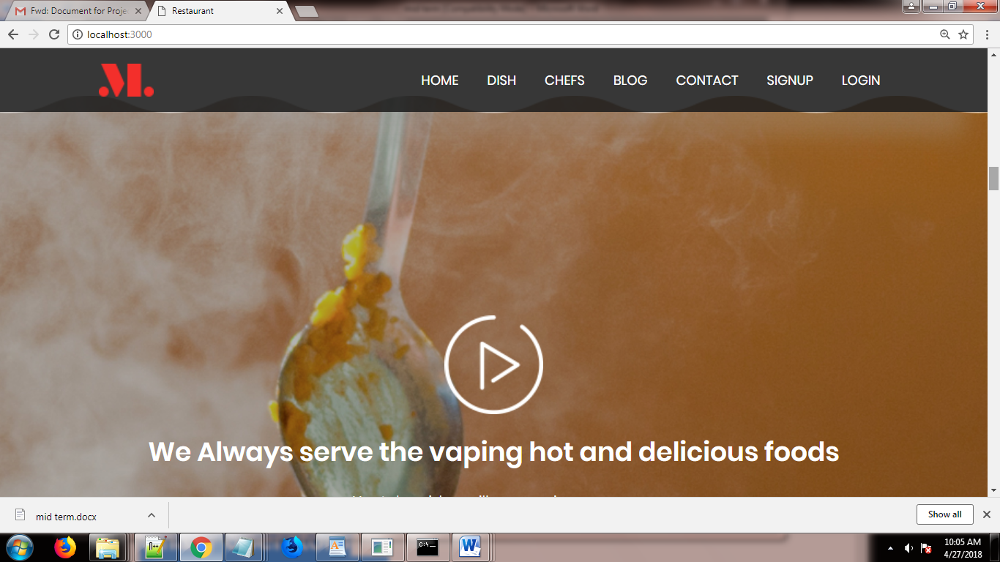 Fwd: Document for Proje
Restaurant
localhost:3000
M.
HOME DISH CHEFS BLOG CONTACT SIGNUP LOGIN
We Always serve the vaping hot and delicious foods
mid term.docx
Show all
10:05 AM
4/27/2018